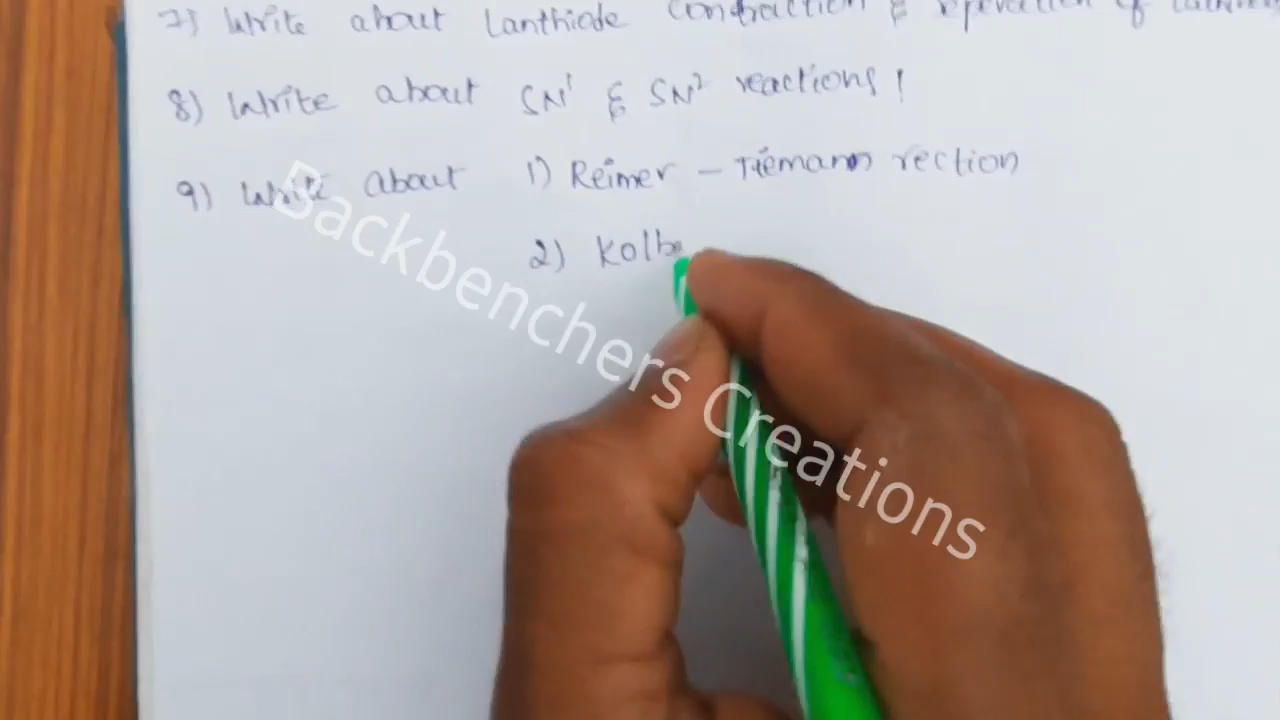 7) Write about Lanthiode contraction &
8) Write about SN¹ & SN² reactions!
9) Write about 1) Reimer - Tiemann rection
2) Kolbe
Backbenchers Creations